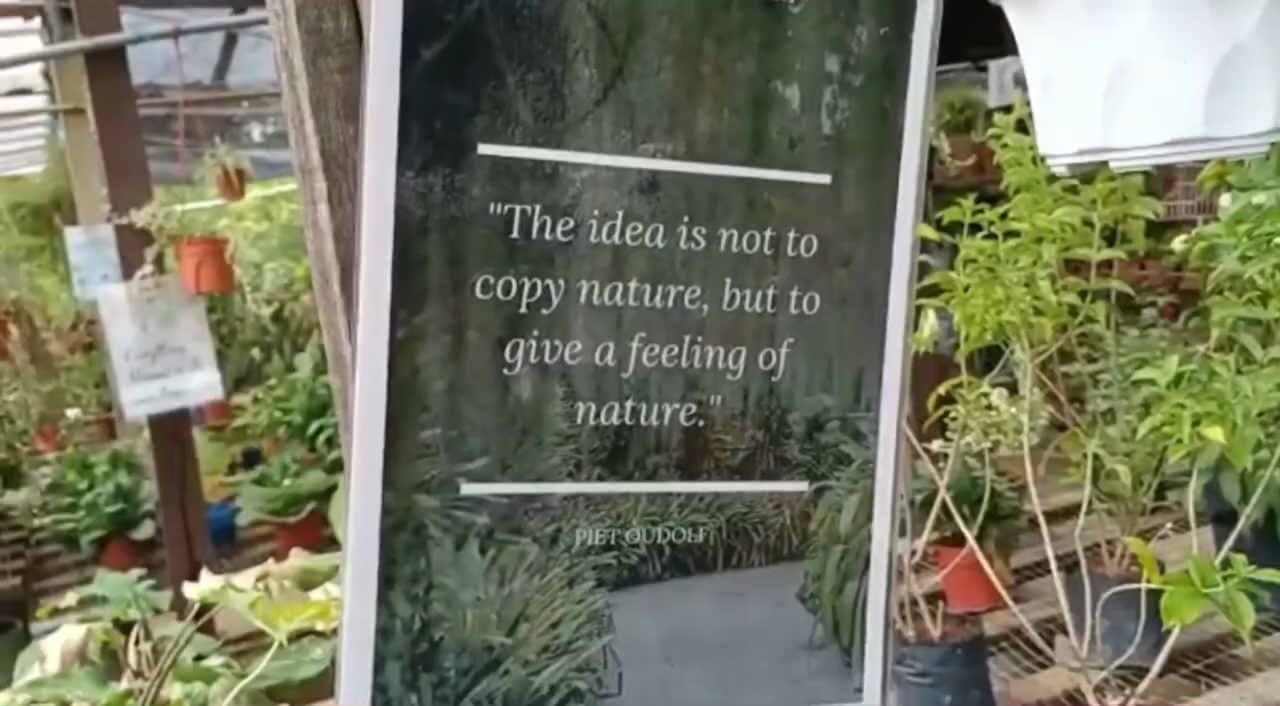 "The idea is not to
copy nature, but to
give a feeling of
nature."
PIET OUDOLF